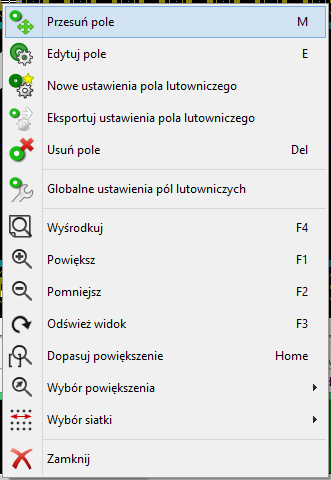 Przesuń pole M
Edytuj pole E
Nowe ustawienia pola lutowniczego
Eksportuj ustawienia pola lutowniczego
Usuń pole Del
Globalne ustawienia pól lutowniczych
Wyśrodkuj F4
Powiększ F1
Pomniejsz F2
Odśwież widok F3
Dopasuj powiększenie Home
Wybór powiększenia
Wybór siatki
Zamknij